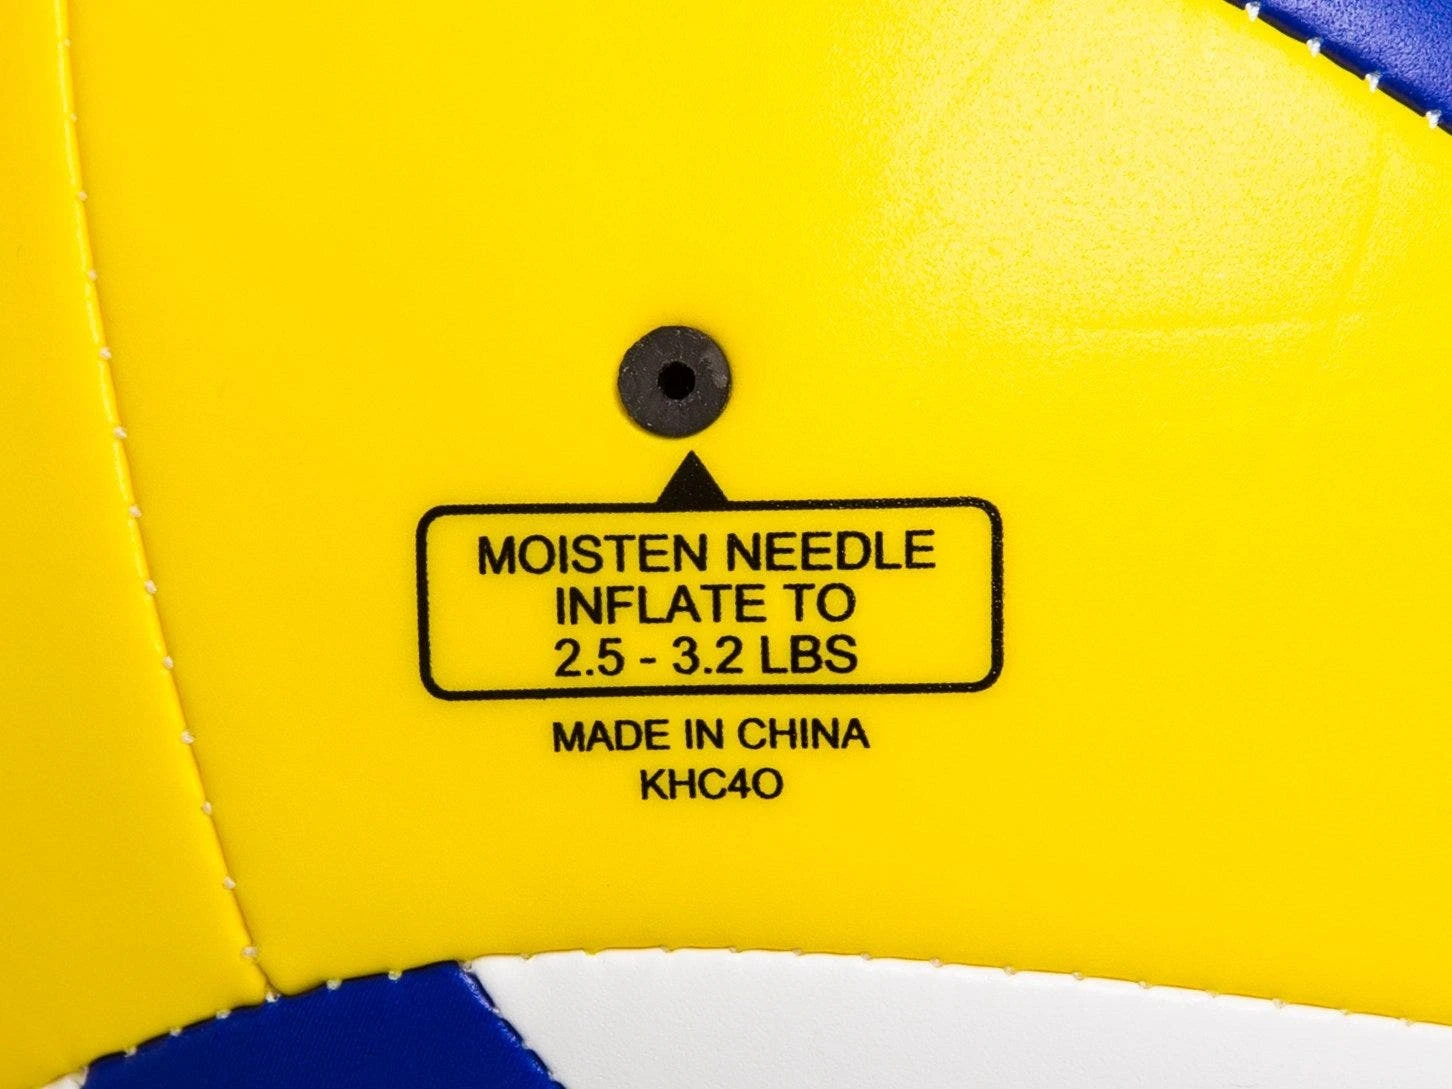 MOISTEN NEEDLE
INFLATE TO
2.5 - 3.2 LBS
MADE IN CHINA
KHC4O